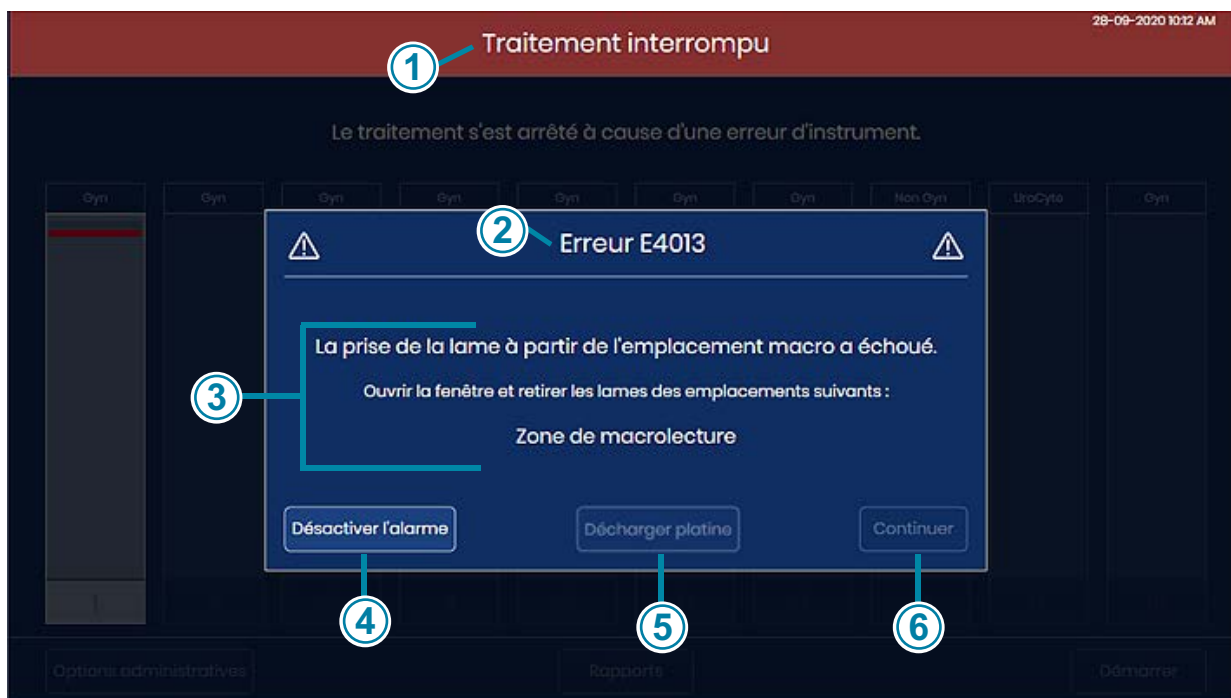 28-09-2020 10:12 AM
Traitement interrompu
1
Le traitement s'est arrêté à cause d'une erreur d'instrument.
Gyn Gyn Gyn Gyn Gyn Gyn Gyn Non Gyn UroCyte Gyn
2
Erreur E4013
La prise de la lame à partir de l'emplacement macro a échoué.
3
Ouvrir la fenêtre et retirer les lames des emplacements suivants :
Zone de macrolecture
Désactiver l'alarme Décharger platine Continuer
1
4 5 6
Options administratives Rapports Démarrer